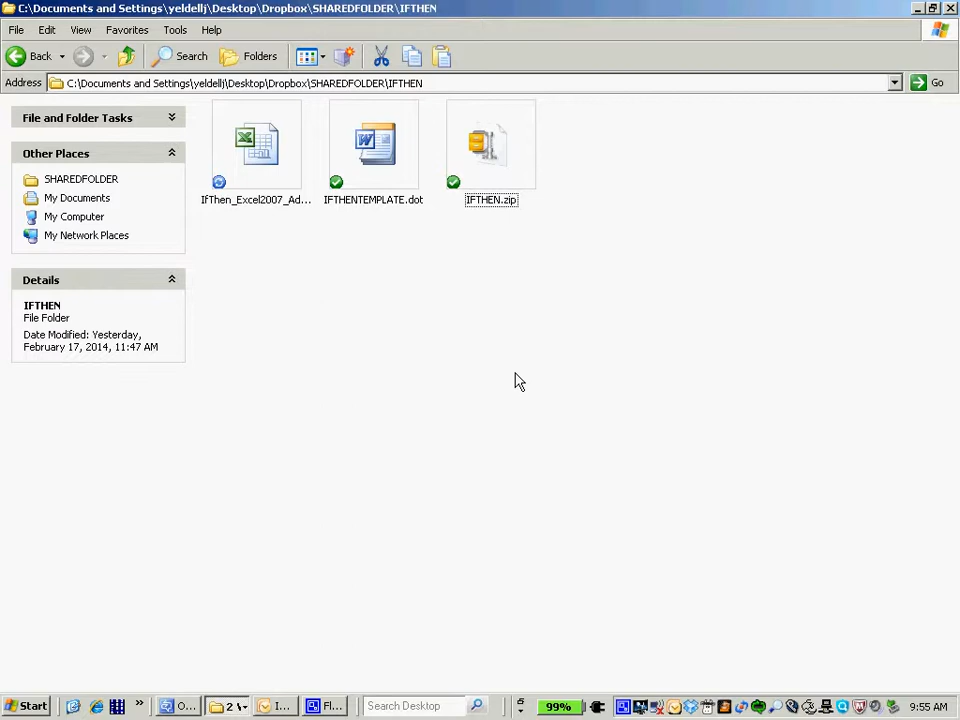 C:\Documents and Settings\yeldellj\Desktop\Dropbox\SHAREDFOLDER\IFTHEN
File Edit View Favorites Tools Help
Back Search Folders
Address C:\Documents and Settings\yeldellj\Desktop\Dropbox\SHAREDFOLDER\IFTHEN Go
File and Folder Tasks
Other Places
SHAREDFOLDER
My Documents
My Computer
My Network Places
Details
IFTHEN
File Folder
Date Modified: Yesterday,
February 17, 2014, 11:47 AM
IfThen_Excel2007_Ad... IFTHENTEMPLATE.dot IFTHEN.zip
Start O... 2 I... Fl... Search Desktop 99% 9:55 AM